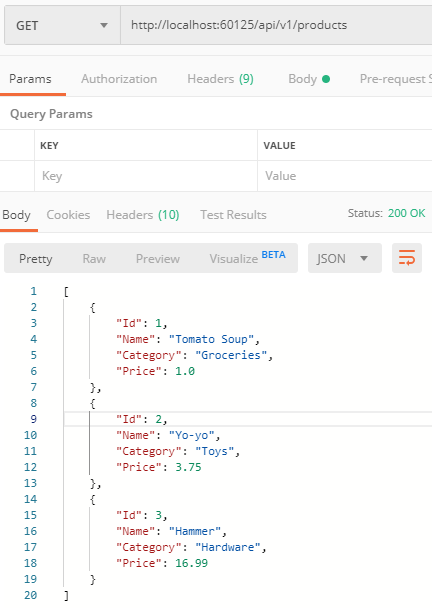 GET http://localhost:60125/api/v1/products
Params Authorization Headers (9) Body Pre-request S
Query Params
KEY VALUE
Key Value
Body Cookies Headers (10) Test Results Status: 200 OK
Pretty Raw Preview Visualize BETA JSON
1 [
2 {
3 "Id": 1,
4 "Name": "Tomato Soup",
5 "Category": "Groceries",
6 "Price": 1.0
7 },
8 {
9 "Id": 2,
10 "Name": "Yo-yo",
11 "Category": "Toys",
12 "Price": 3.75
13 },
14 {
15 "Id": 3,
16 "Name": "Hammer",
17 "Category": "Hardware",
18 "Price": 16.99
19 }
20 ]